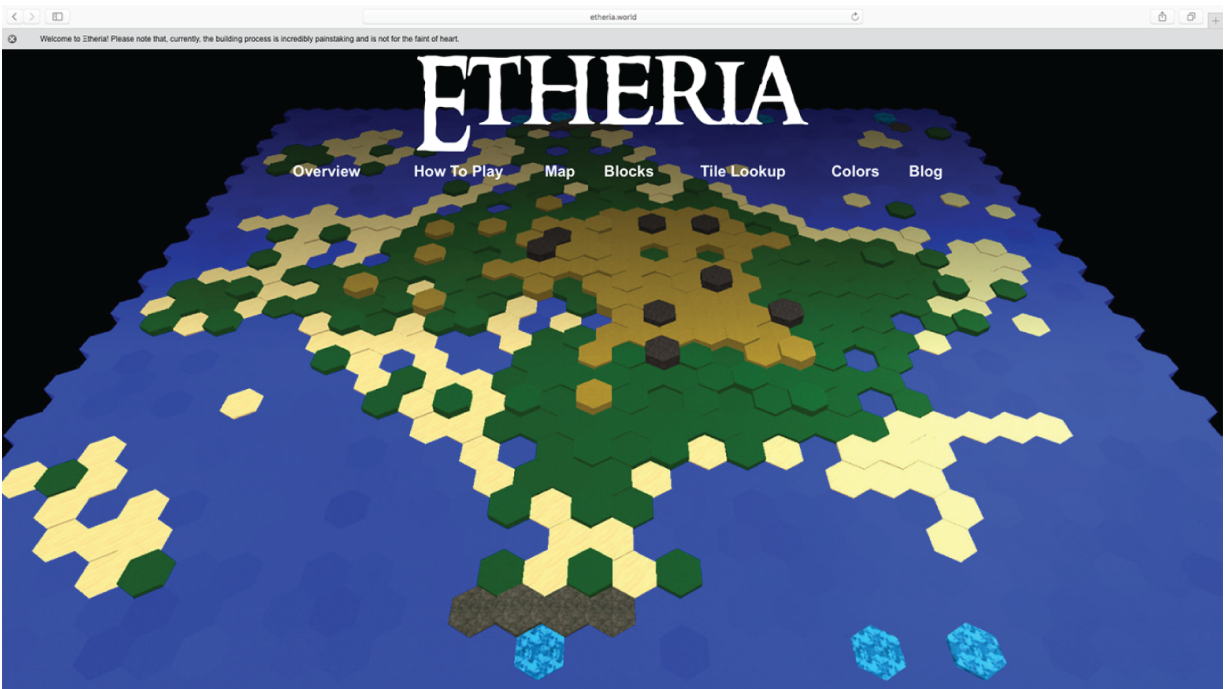 etheria.world
Welcome to Ξtheria! Please note that, currently, the building process is incredibly painstaking and is not for the faint of heart.
ETHERIA
Overview How To Play Map Blocks Tile Lookup Colors Blog